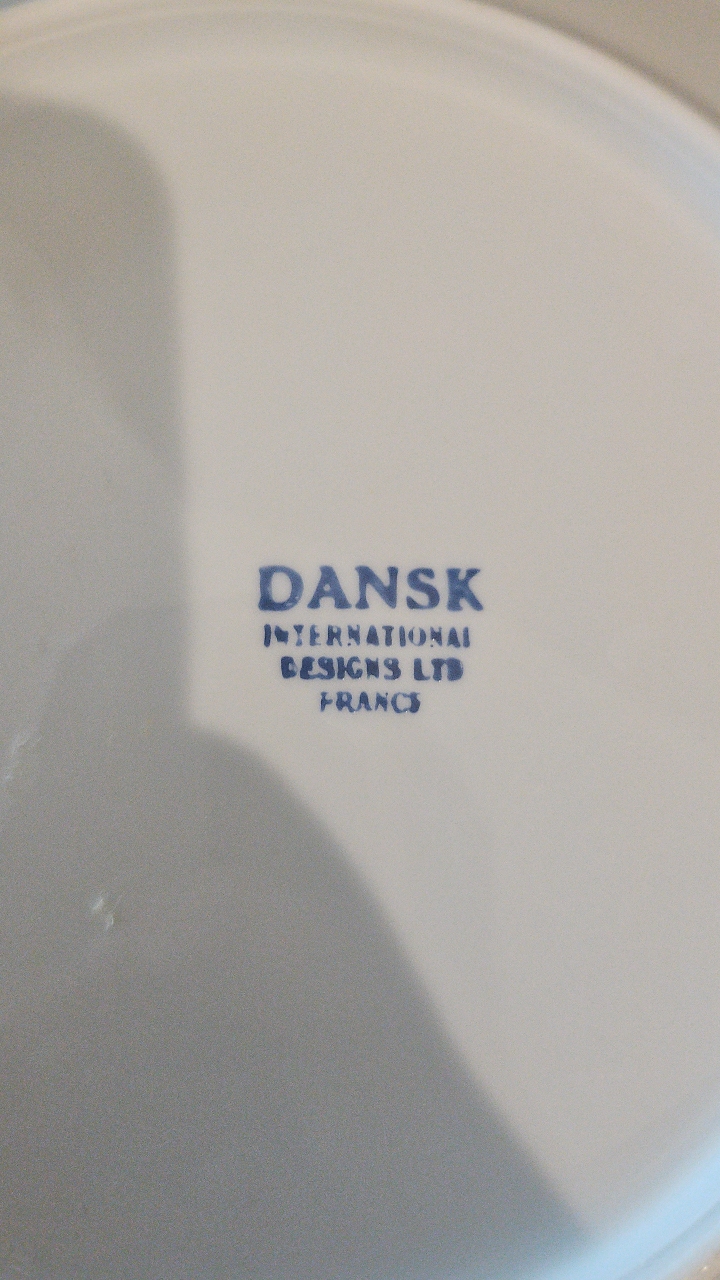 DANSK
INTERNATIONAL
DESIGNS LTD
FRANCE